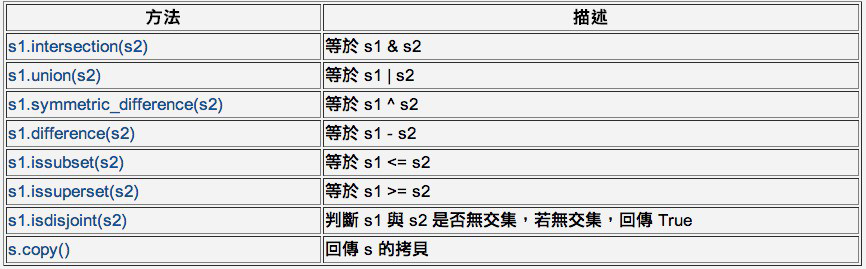 方法 描述
s1.intersection(s2) 等於 s1 & s2
s1.union(s2) 等於 s1 | s2
s1.symmetric_difference(s2) 等於 s1 ^ s2
s1.difference(s2) 等於 s1 - s2
s1.issubset(s2) 等於 s1 <= s2
s1.issuperset(s2) 等於 s1 >= s2
s1.isdisjoint(s2) 判斷 s1 與 s2 是否無交集，若無交集，回傳 True
s.copy() 回傳 s 的拷貝